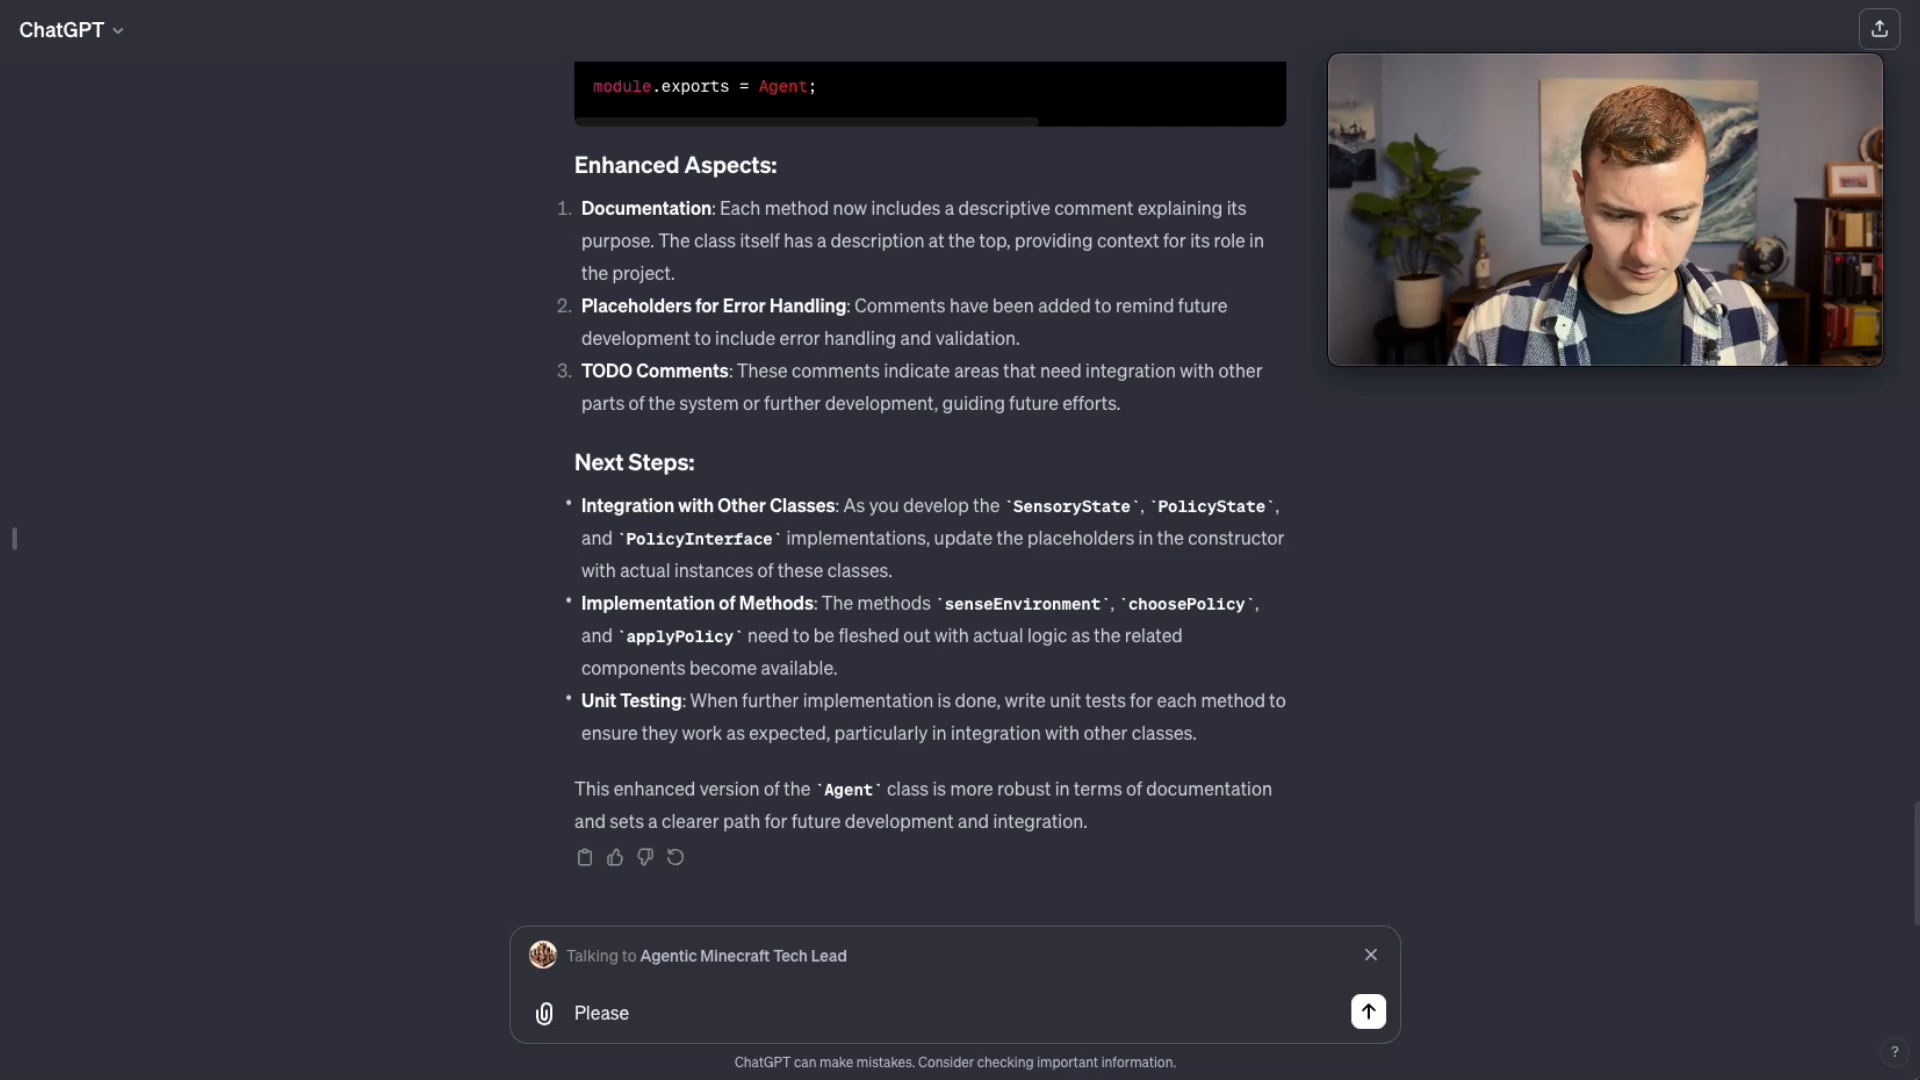 ChatGPT
module.exports = Agent;
Enhanced Aspects:
1. Documentation: Each method now includes a descriptive comment explaining its
purpose. The class itself has a description at the top, providing context for its role in
the project.
2. Placeholders for Error Handling: Comments have been added to remind future
development to include error handling and validation.
3. TODO Comments: These comments indicate areas that need integration with other
parts of the system or further development, guiding future efforts.
Next Steps:
• Integration with Other Classes: As you develop the `SensoryState`, `PolicyState`,
and `PolicyInterface` implementations, update the placeholders in the constructor
with actual instances of these classes.
• Implementation of Methods: The methods `senseEnvironment`, `choosePolicy`,
and `applyPolicy` need to be fleshed out with actual logic as the related
components become available.
• Unit Testing: When further implementation is done, write unit tests for each method to
ensure they work as expected, particularly in integration with other classes.
This enhanced version of the `Agent` class is more robust in terms of documentation
and sets a clearer path for future development and integration.
Talking to Agentic Minecraft Tech Lead
Please
ChatGPT can make mistakes. Consider checking important information.
?